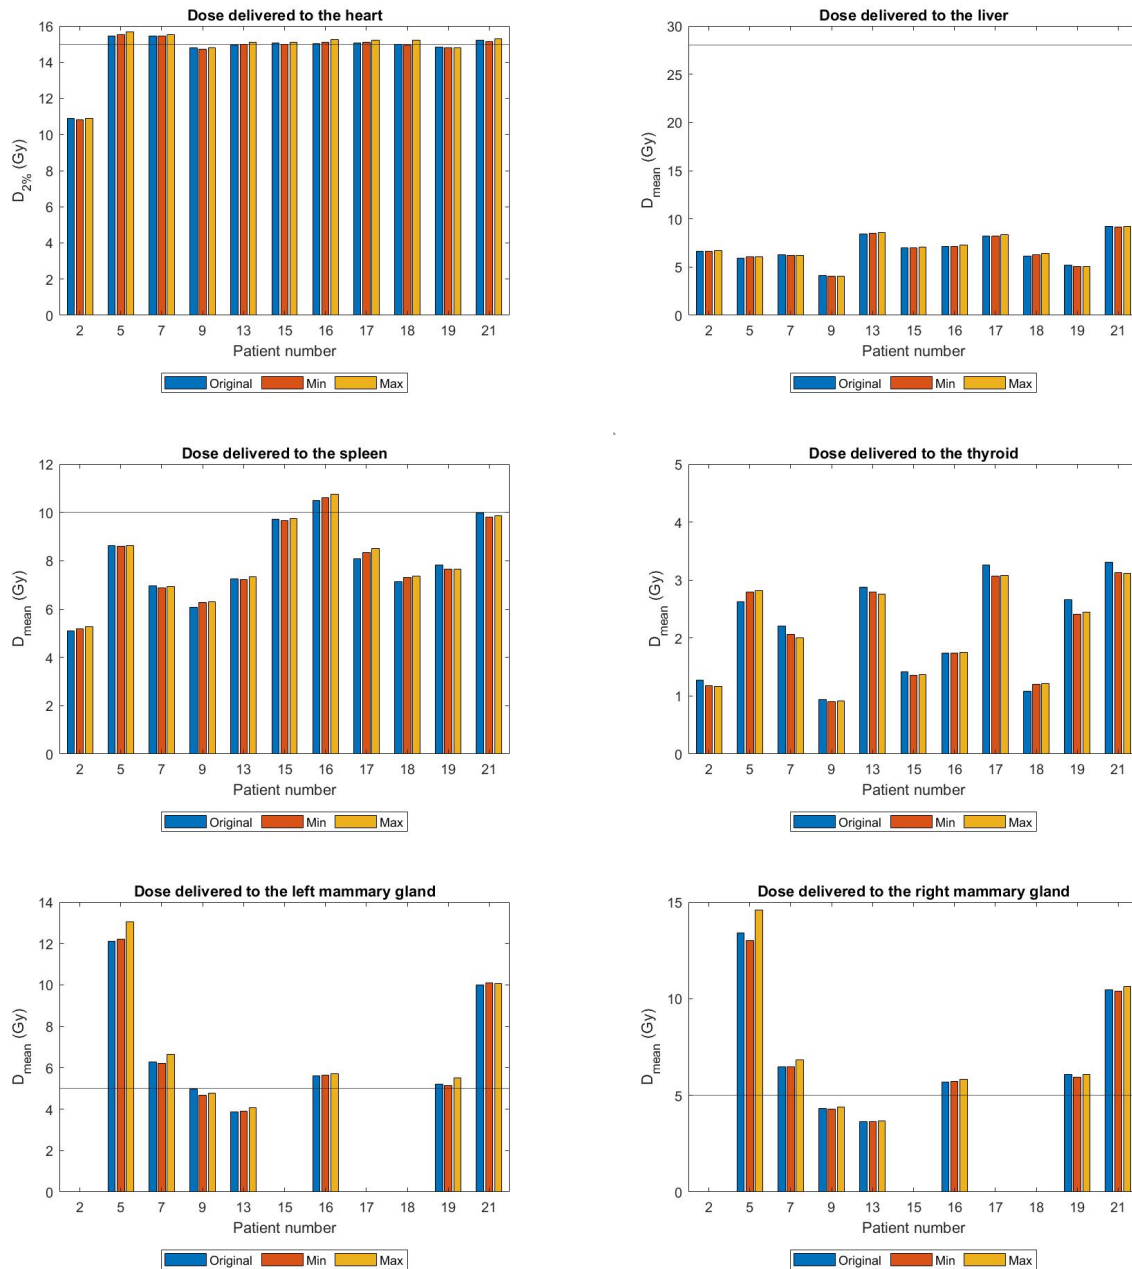 Dose delivered to the heart
16
14
12
10
8
6
4
2
0
D2% (Gy)
2 5 7 9 13 15 16 17 18 19 21
Patient number
Original Min Max
Dose delivered to the liver
30
25
20
15
10
5
0
Dmean (Gy)
2 5 7 9 13 15 16 17 18 19 21
Patient number
Original Min Max
Dose delivered to the spleen
12
10
8
6
4
2
0
Dmean (Gy)
2 5 7 9 13 15 16 17 18 19 21
Patient number
Original Min Max
Dose delivered to the thyroid
5
4
3
2
1
0
Dmean (Gy)
2 5 7 9 13 15 16 17 18 19 21
Patient number
Original Min Max
Dose delivered to the left mammary gland
14
12
10
8
6
4
2
0
Dmean (Gy)
2 5 7 9 13 15 16 17 18 19 21
Patient number
Original Min Max
Dose delivered to the right mammary gland
15
10
5
0
Dmean (Gy)
2 5 7 9 13 15 16 17 18 19 21
Patient number
Original Min Max